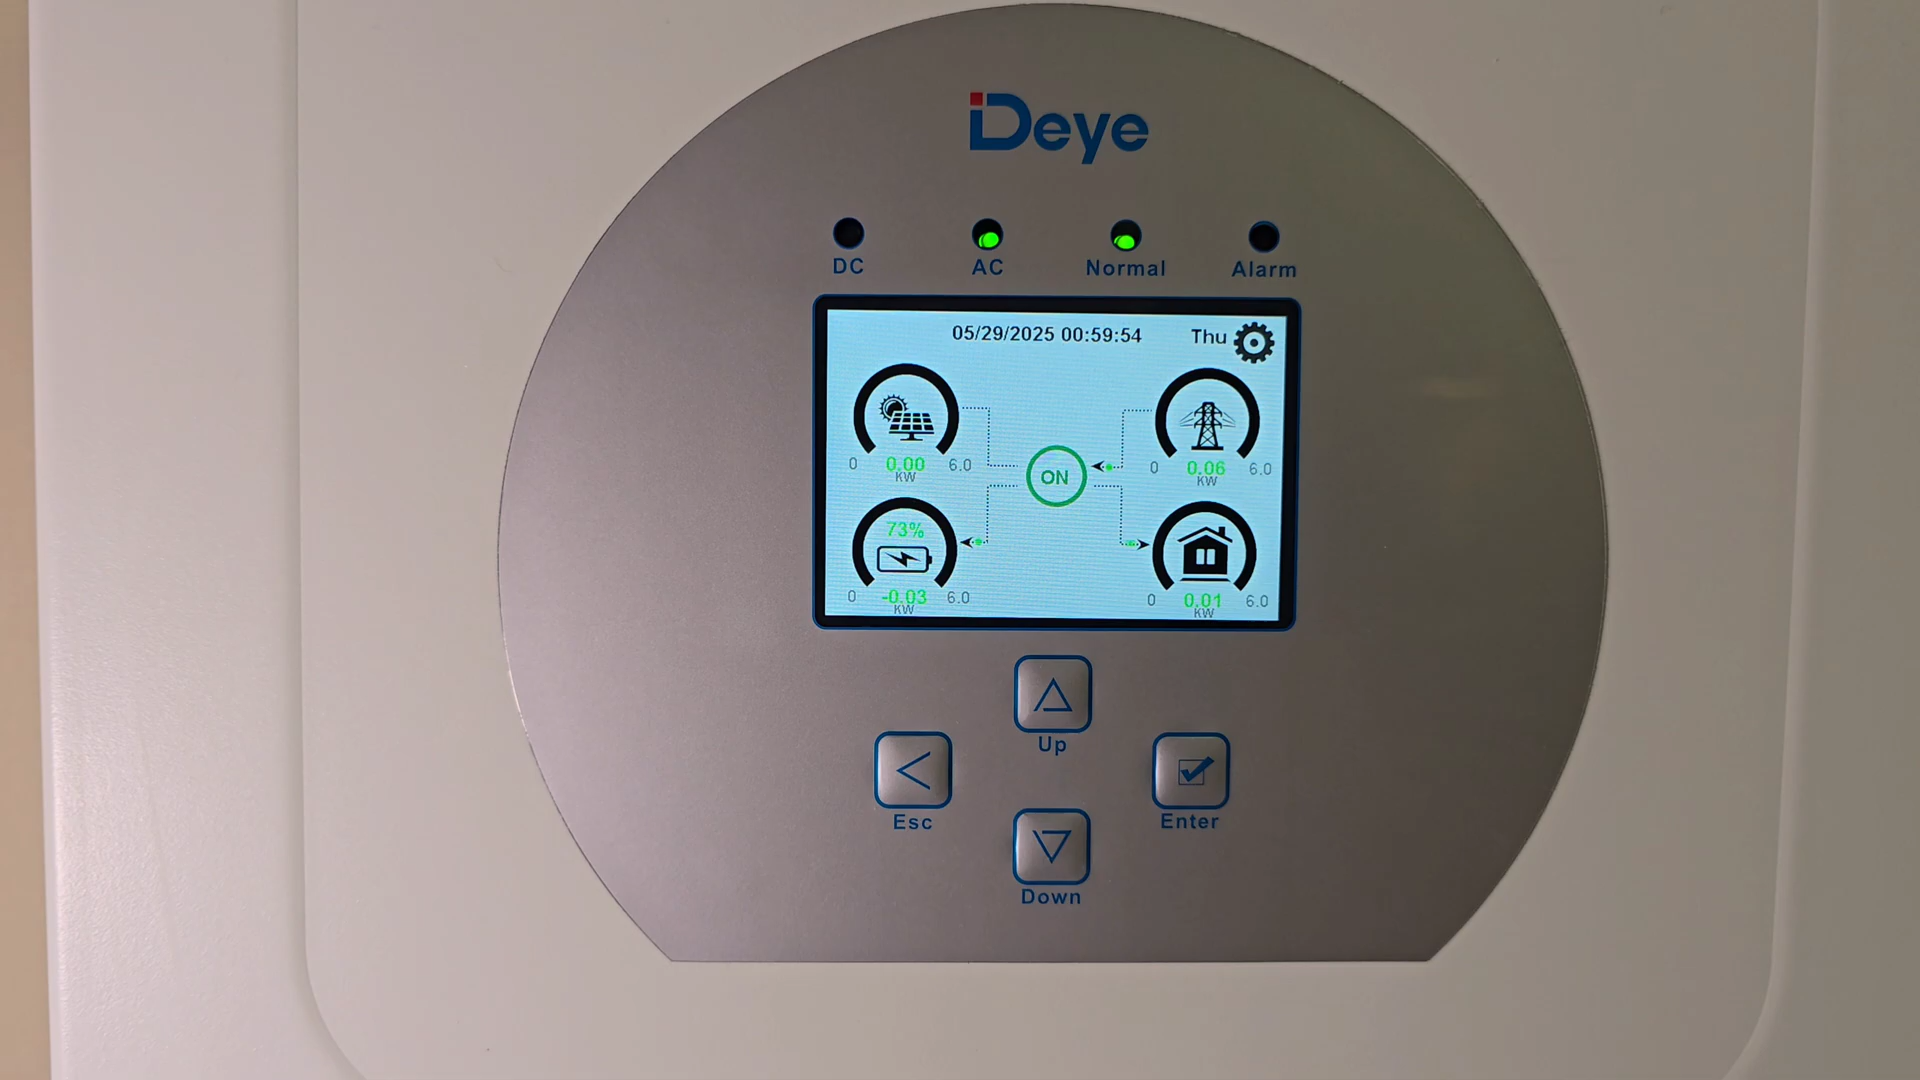 Deye
DC AC Normal Alarm
05/29/2025 00:59:54 Thu
0 0.00 6.0
KW
0 0.06 6.0
KW
ON
73%
0 -0.03 6.0
KW
0 0.01 6.0
KW
Up
Esc
Enter
Down